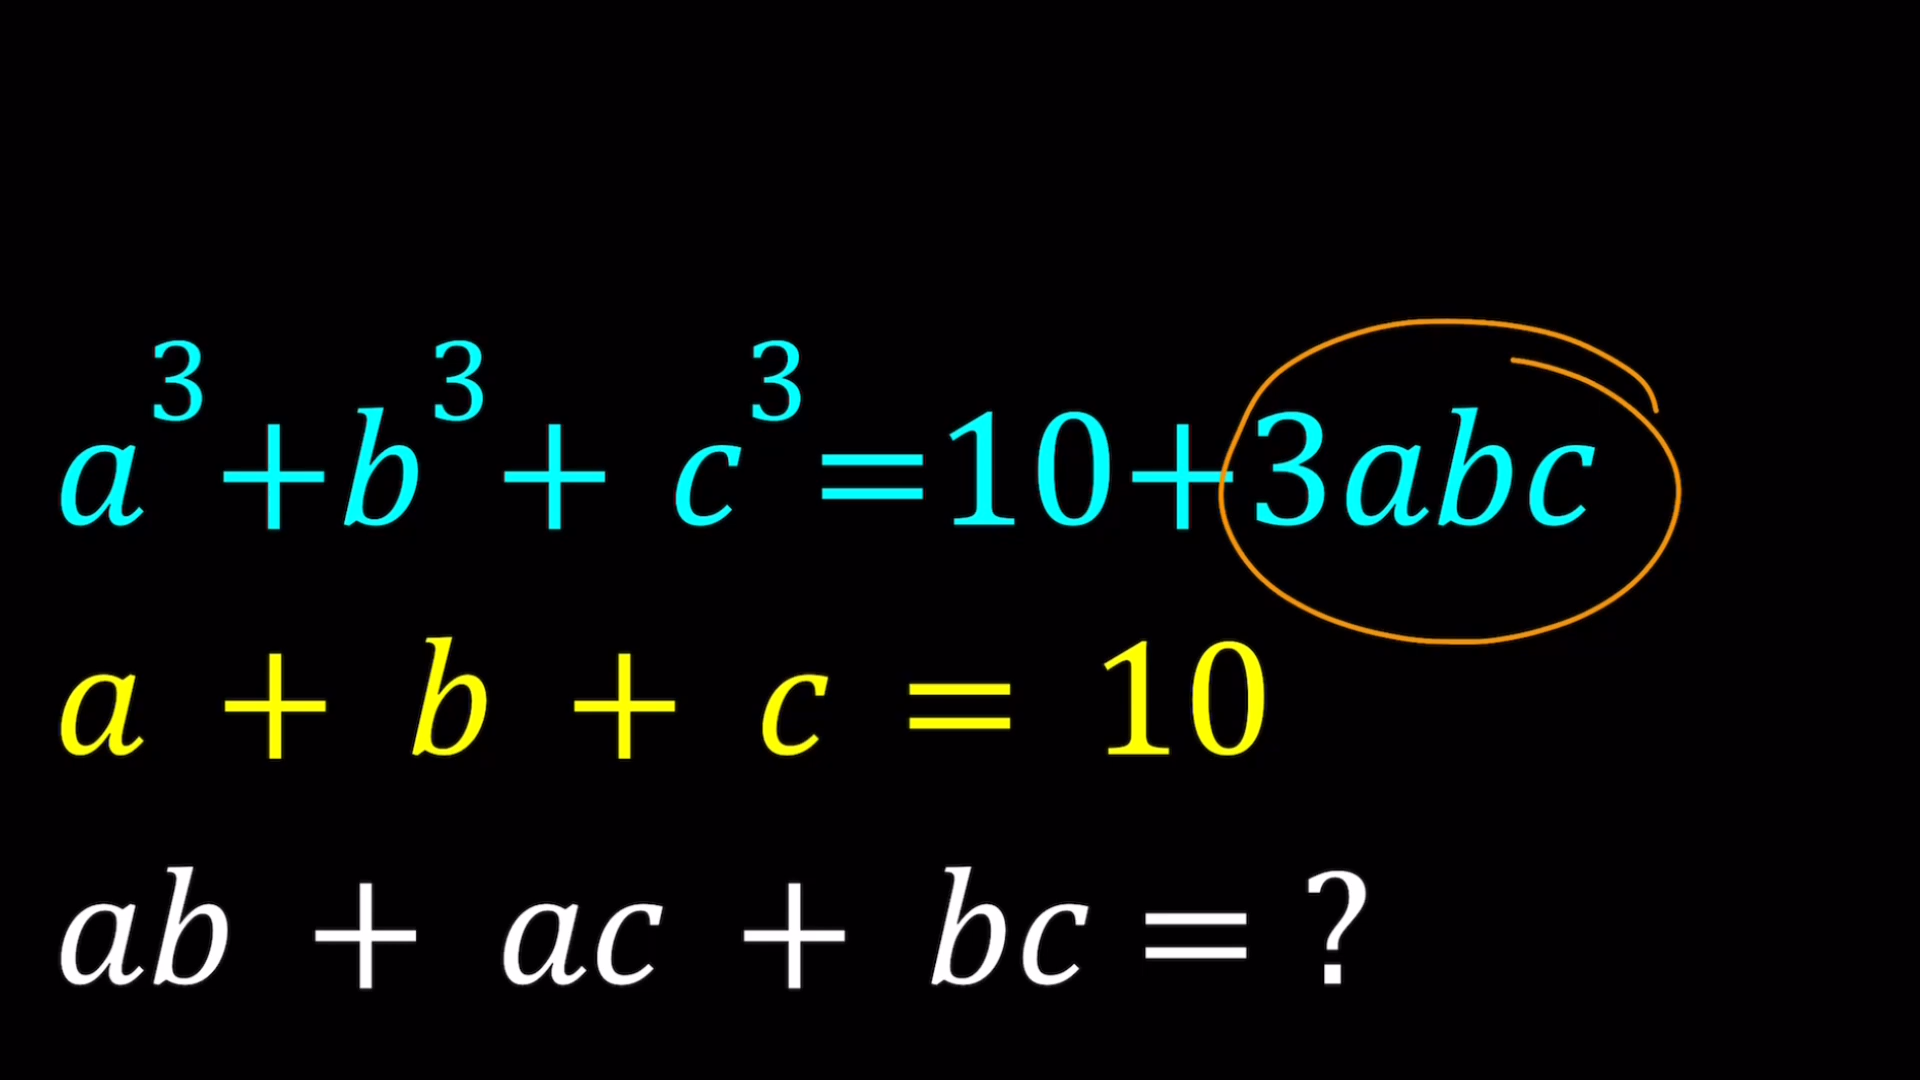 a³+b³+ c³=10+3abc
a + b + c = 10
ab + ac + bc = ?